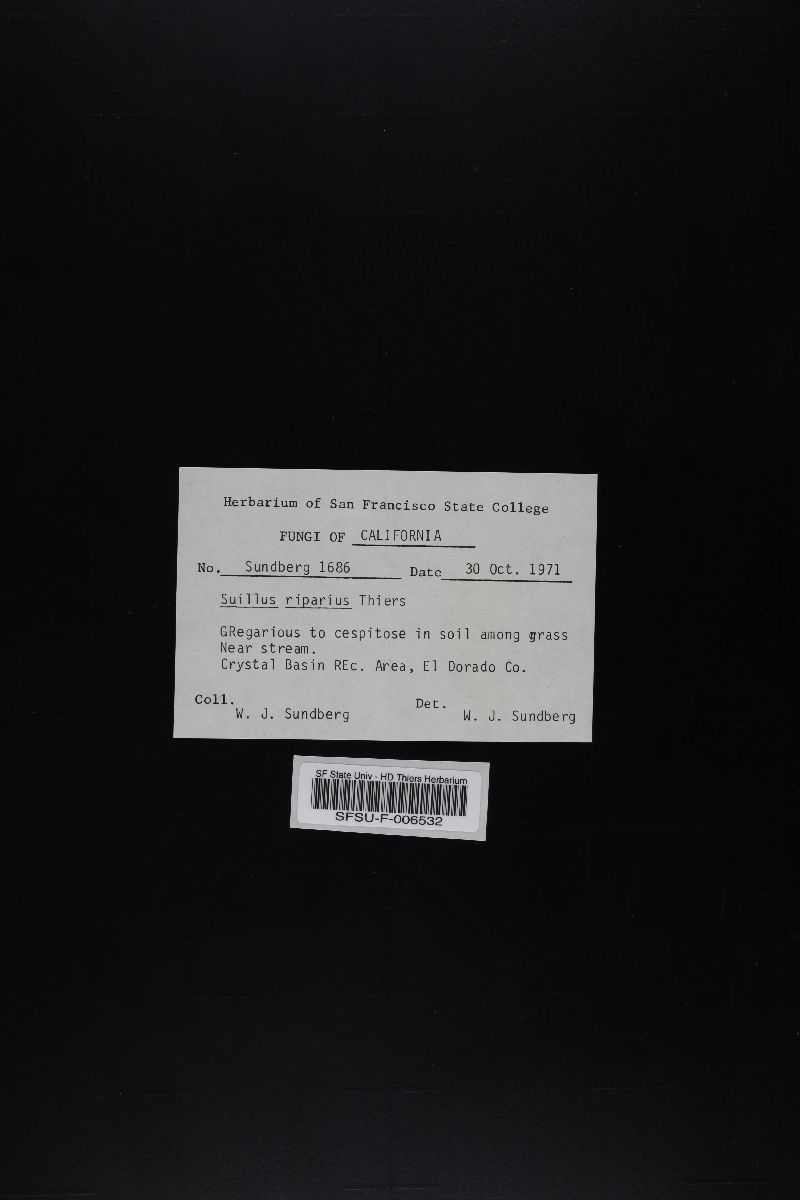 Herbarium of San Francisco State College
FUNGI OF CALIFORNIA
No. Sundberg 1686 Date 30 Oct. 1971
Suillus riparius Thiers
GRegarious to cespitose in soil among grass
Near stream.
Crystal Basin REc. Area, El Dorado Co.
Coll. Det.
W. J. Sundberg W. J. Sundberg
SF State Univ - HD Thiers Herbarium
SFSU-F-006532